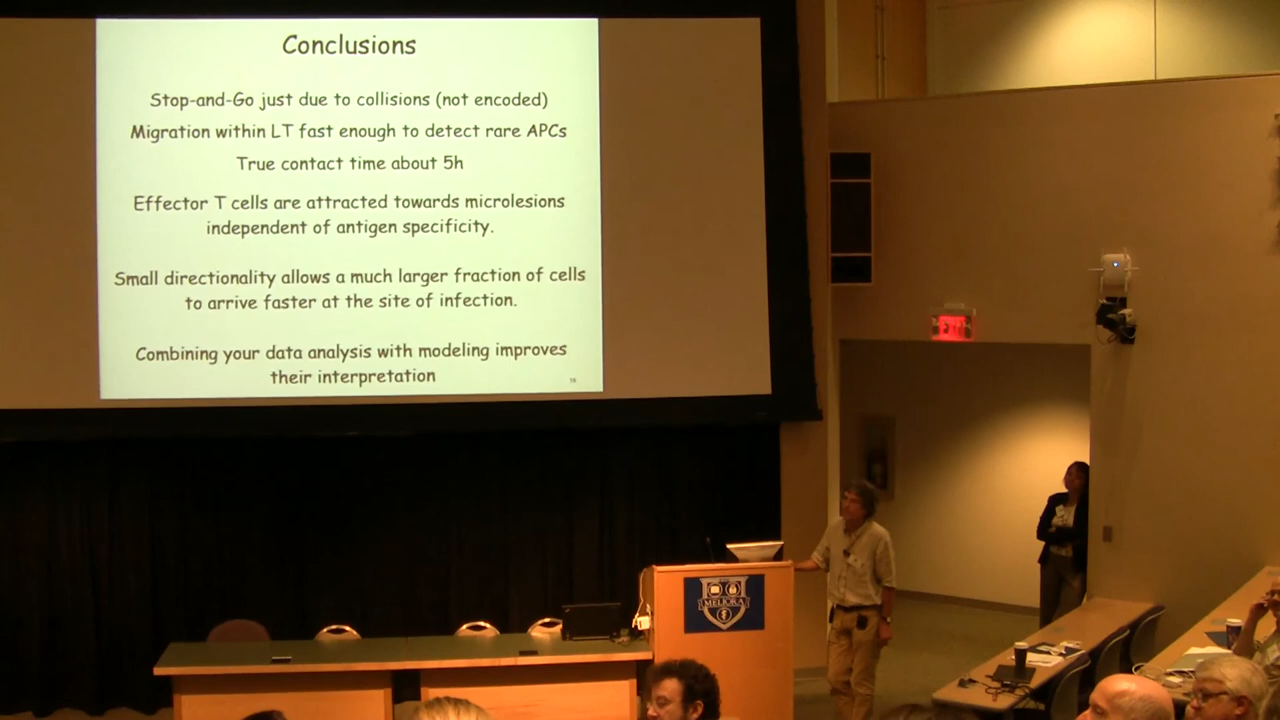 Conclusions
Stop-and-Go just due to collisions (not encoded)
Migration within LT fast enough to detect rare APCs
True contact time about 5h
Effector T cells are attracted towards microlesions
independent of antigen specificity.
Small directionality allows a much larger fraction of cells
to arrive faster at the site of infection.
Combining your data analysis with modeling improves
their interpretation
MELIORA